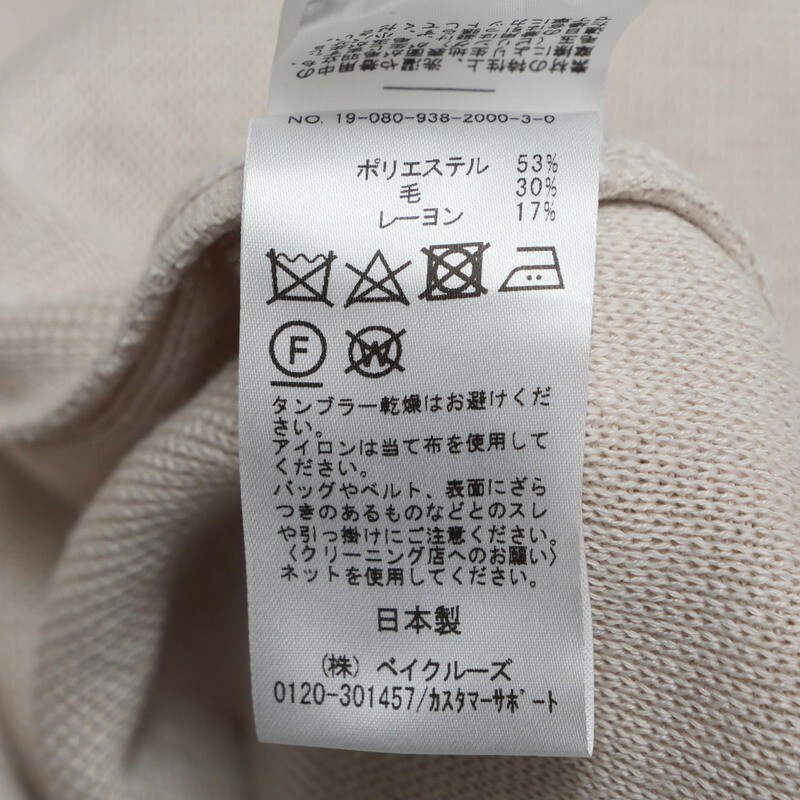 NO. 19-080-938-2000-3-0
ポリエステル 53%
毛 30%
レーヨン 17%
F
W
タンブラー乾燥はお避けくだ
さい。
アイロンは当て布を使用して
ください。
バッグやベルト、表面にざら
つきのあるものなどとのスレ
や引っ掛けにご注意ください。
〈クリーニング店へのお願い〉
ネットを使用してください。
日本製
(株) ベイクルーズ
0120-301457/カスタマーサポート